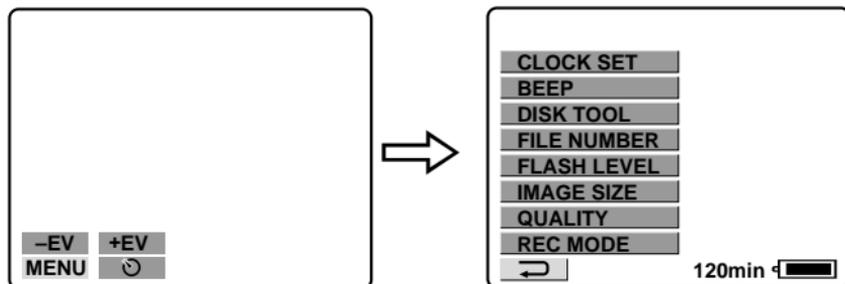 –EV +EV
MENU
CLOCK SET
BEEP
DISK TOOL
FILE NUMBER
FLASH LEVEL
IMAGE SIZE
QUALITY
REC MODE
120min